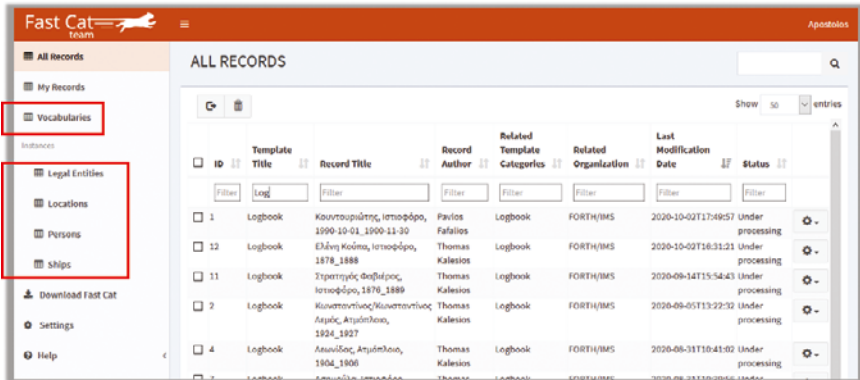 Fast Cat
team
Apostolos
All Records
My Records
Vocabularies
Instances
Legal Entities
Locations
Persons
Ships
Download Fast Cat
Settings
Help
ALL RECORDS
Show 50 entries
ID
Template Title
Record Title
Record Author
Related Template Categories
Related Organization
Last Modification Date
Status
Filter Log Filter Filter Filter Filter Filter Filter
1 Logbook Κουντουριώτης, Ιστιοφόρο, Pavlos Logbook FORTH/IMS 2020-10-02T17:49:57 Under
1990-10-01_1990-11-30 Fafalios processing
12 Logbook Ελένη Κούπα, Ιστιοφόρο, Thomas Logbook FORTH/IMS 2020-10-02T16:31:21 Under
1878_1888 Kalesios processing
11 Logbook Στρατηγός Φαβιέρος, Thomas Logbook FORTH/IMS 2020-09-14T15:54:43 Under
Ιστιοφόρο, 1876_1889 Kalesios processing
2 Logbook Κωνσταντίνος/Κωνσταντίνος Thomas Logbook FORTH/IMS 2020-09-05T13:22:32 Under
Λεμός, Ατμόπλοιο, Kalesios processing
1924_1927
4 Logbook Λεωνίδας, Ατμόπλοιο, Thomas Logbook FORTH/IMS 2020-08-31T10:41:02 Under
1904_1906 Kalesios processing